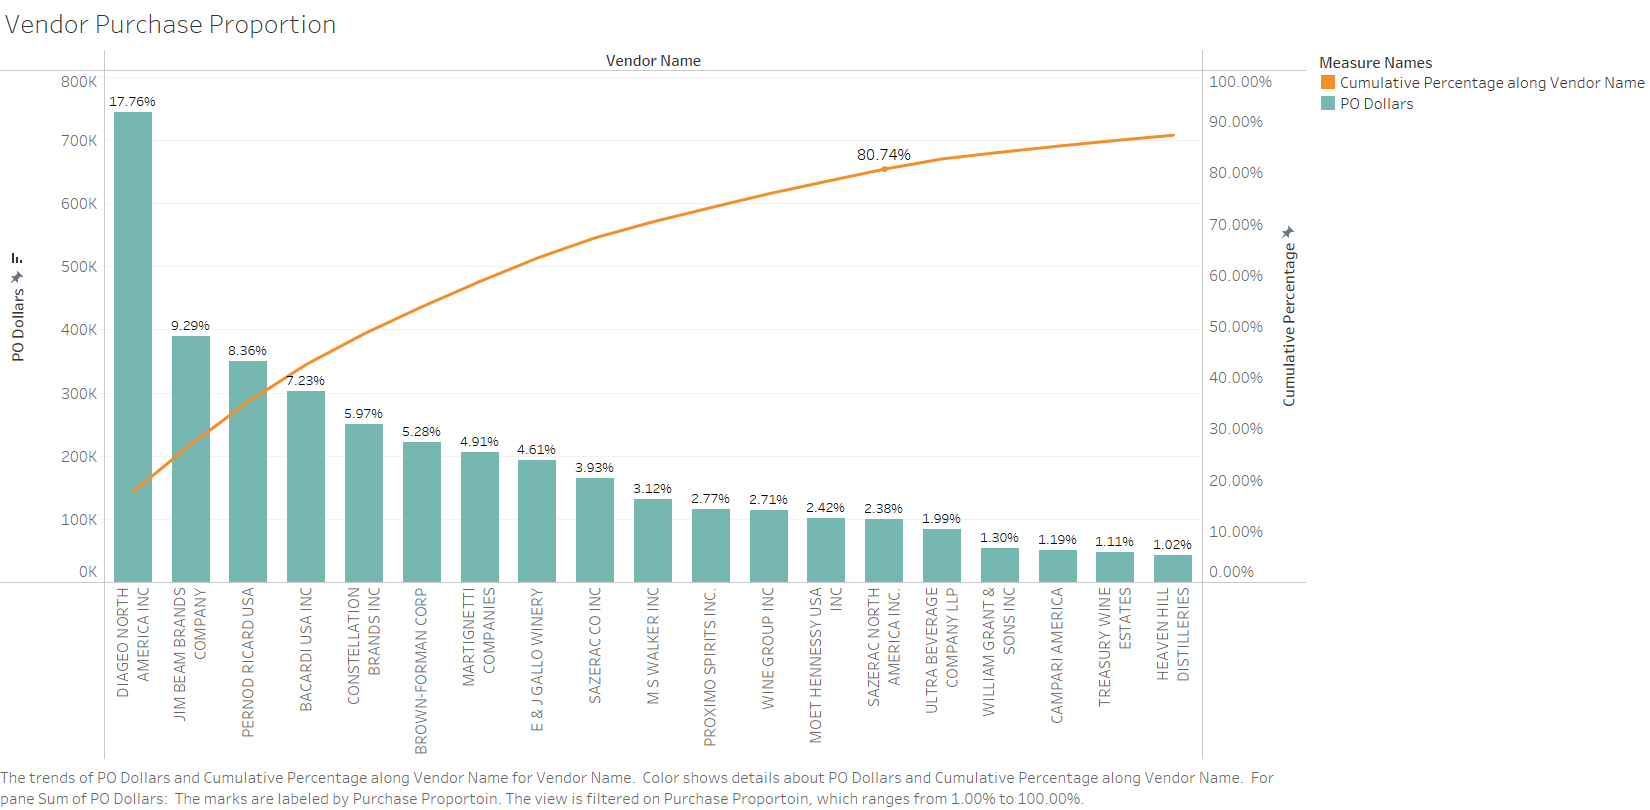 Vendor Purchase Proportion
Vendor Name
Measure Names
Cumulative Percentage along Vendor Name
PO Dollars
PO Dollars
800K
700K
600K
500K
400K
300K
200K
100K
0K
17.76%
9.29%
8.36%
7.23%
5.97%
5.28%
4.91%
4.61%
3.93%
3.12%
2.77%
2.71%
2.42%
2.38%
1.99%
1.30%
1.19%
1.11%
1.02%
80.74%
100.00%
90.00%
80.00%
70.00%
60.00%
50.00%
40.00%
30.00%
20.00%
10.00%
0.00%
Cumulative Percentage
DIAGEO NORTH
AMERICA INC
JIM BEAM BRANDS
COMPANY
PERNOD RICARD USA
BACARDI USA INC
CONSTELLATION
BRANDS INC
BROWN-FORMAN CORP
MARTIGNETTI
COMPANIES
E & J GALLO WINERY
SAZERAC CO INC
M S WALKER INC
PROXIMO SPIRITS INC.
WINE GROUP INC
MOET HENNESSY USA
INC
SAZERAC NORTH
AMERICA INC.
ULTRA BEVERAGE
COMPANY LLP
WILLIAM GRANT &
SONS INC
CAMPARI AMERICA
TREASURY WINE
ESTATES
HEAVEN HILL
DISTILLERIES
The trends of PO Dollars and Cumulative Percentage along Vendor Name for Vendor Name.  Color shows details about PO Dollars and Cumulative Percentage along Vendor Name.  For
pane Sum of PO Dollars:  The marks are labeled by Purchase Proportoin. The view is filtered on Purchase Proportoin, which ranges from 1.00% to 100.00%.